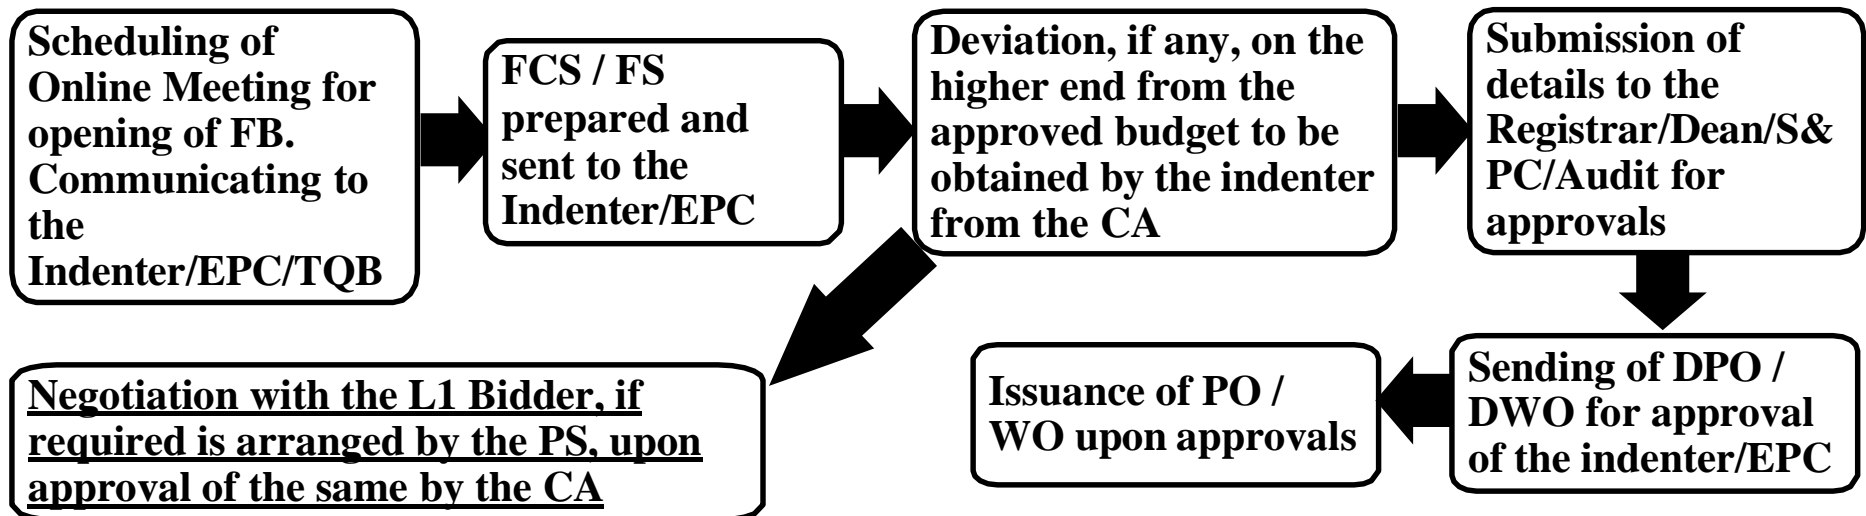 Scheduling of
Online Meeting for
opening of FB.
Communicating to
the
Indenter/EPC/TQB
FCS / FS
prepared and
sent to the
Indenter/EPC
Deviation, if any, on the
higher end from the
approved budget to be
obtained by the indenter
from the CA
Submission of
details to the
Registrar/Dean/S&
PC/Audit for
approvals
Negotiation with the L1 Bidder, if
required is arranged by the PS, upon
approval of the same by the CA
Issuance of PO /
WO upon approvals
Sending of DPO /
DWO for approval
of the indenter/EPC